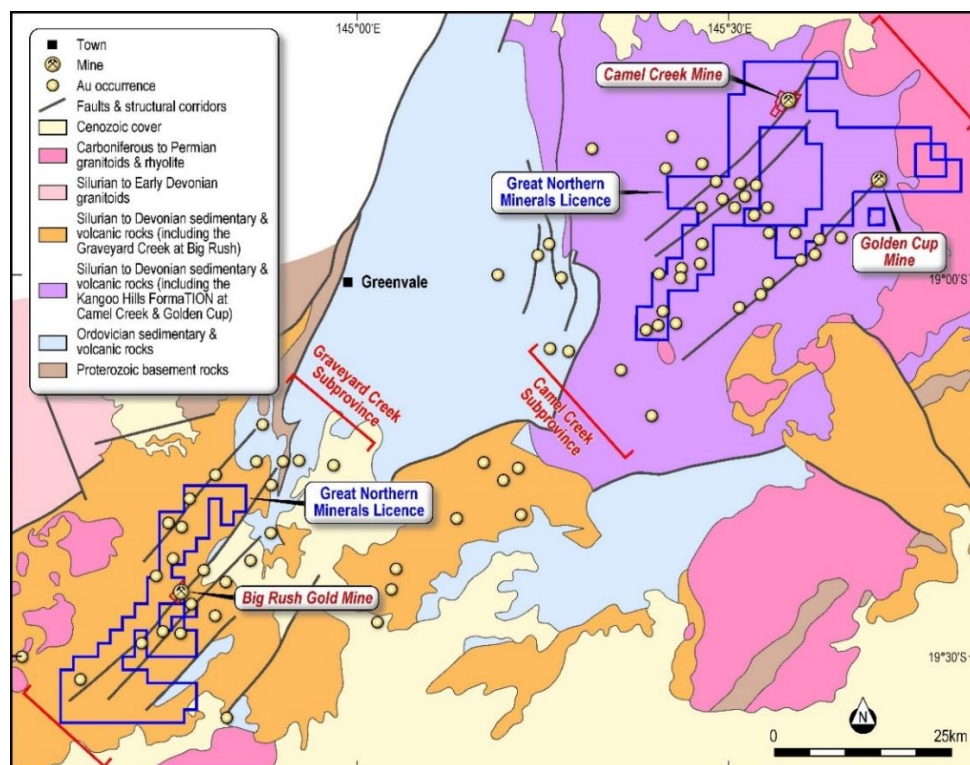 145°00'E
145°30'E
Town
Mine
Au occurrence
Faults & structural corridors
Cenozoic cover
Carboniferous to Permian
granitoids & rhyolite
Silurian to Early Devonian
granitoids
Silurian to Devonian sedimentary &
volcanic rocks (including the
Graveyard Creek at Big Rush)
Silurian to Devonian sedimentary &
volcanic rocks (including the
Kangoo Hills FormaTION at
Camel Creek & Golden Cup)
Ordovician sedimentary &
volcanic rocks
Proterozoic basement rocks
Camel Creek Mine
Great Northern
Minerals Licence
Golden Cup
Mine
19°00'S
Greenvale
Graveyard Creek
Subprovince
Camel Creek
Subprovince
Great Northern
Minerals Licence
Big Rush Gold Mine
19°30'S
N
0
25km